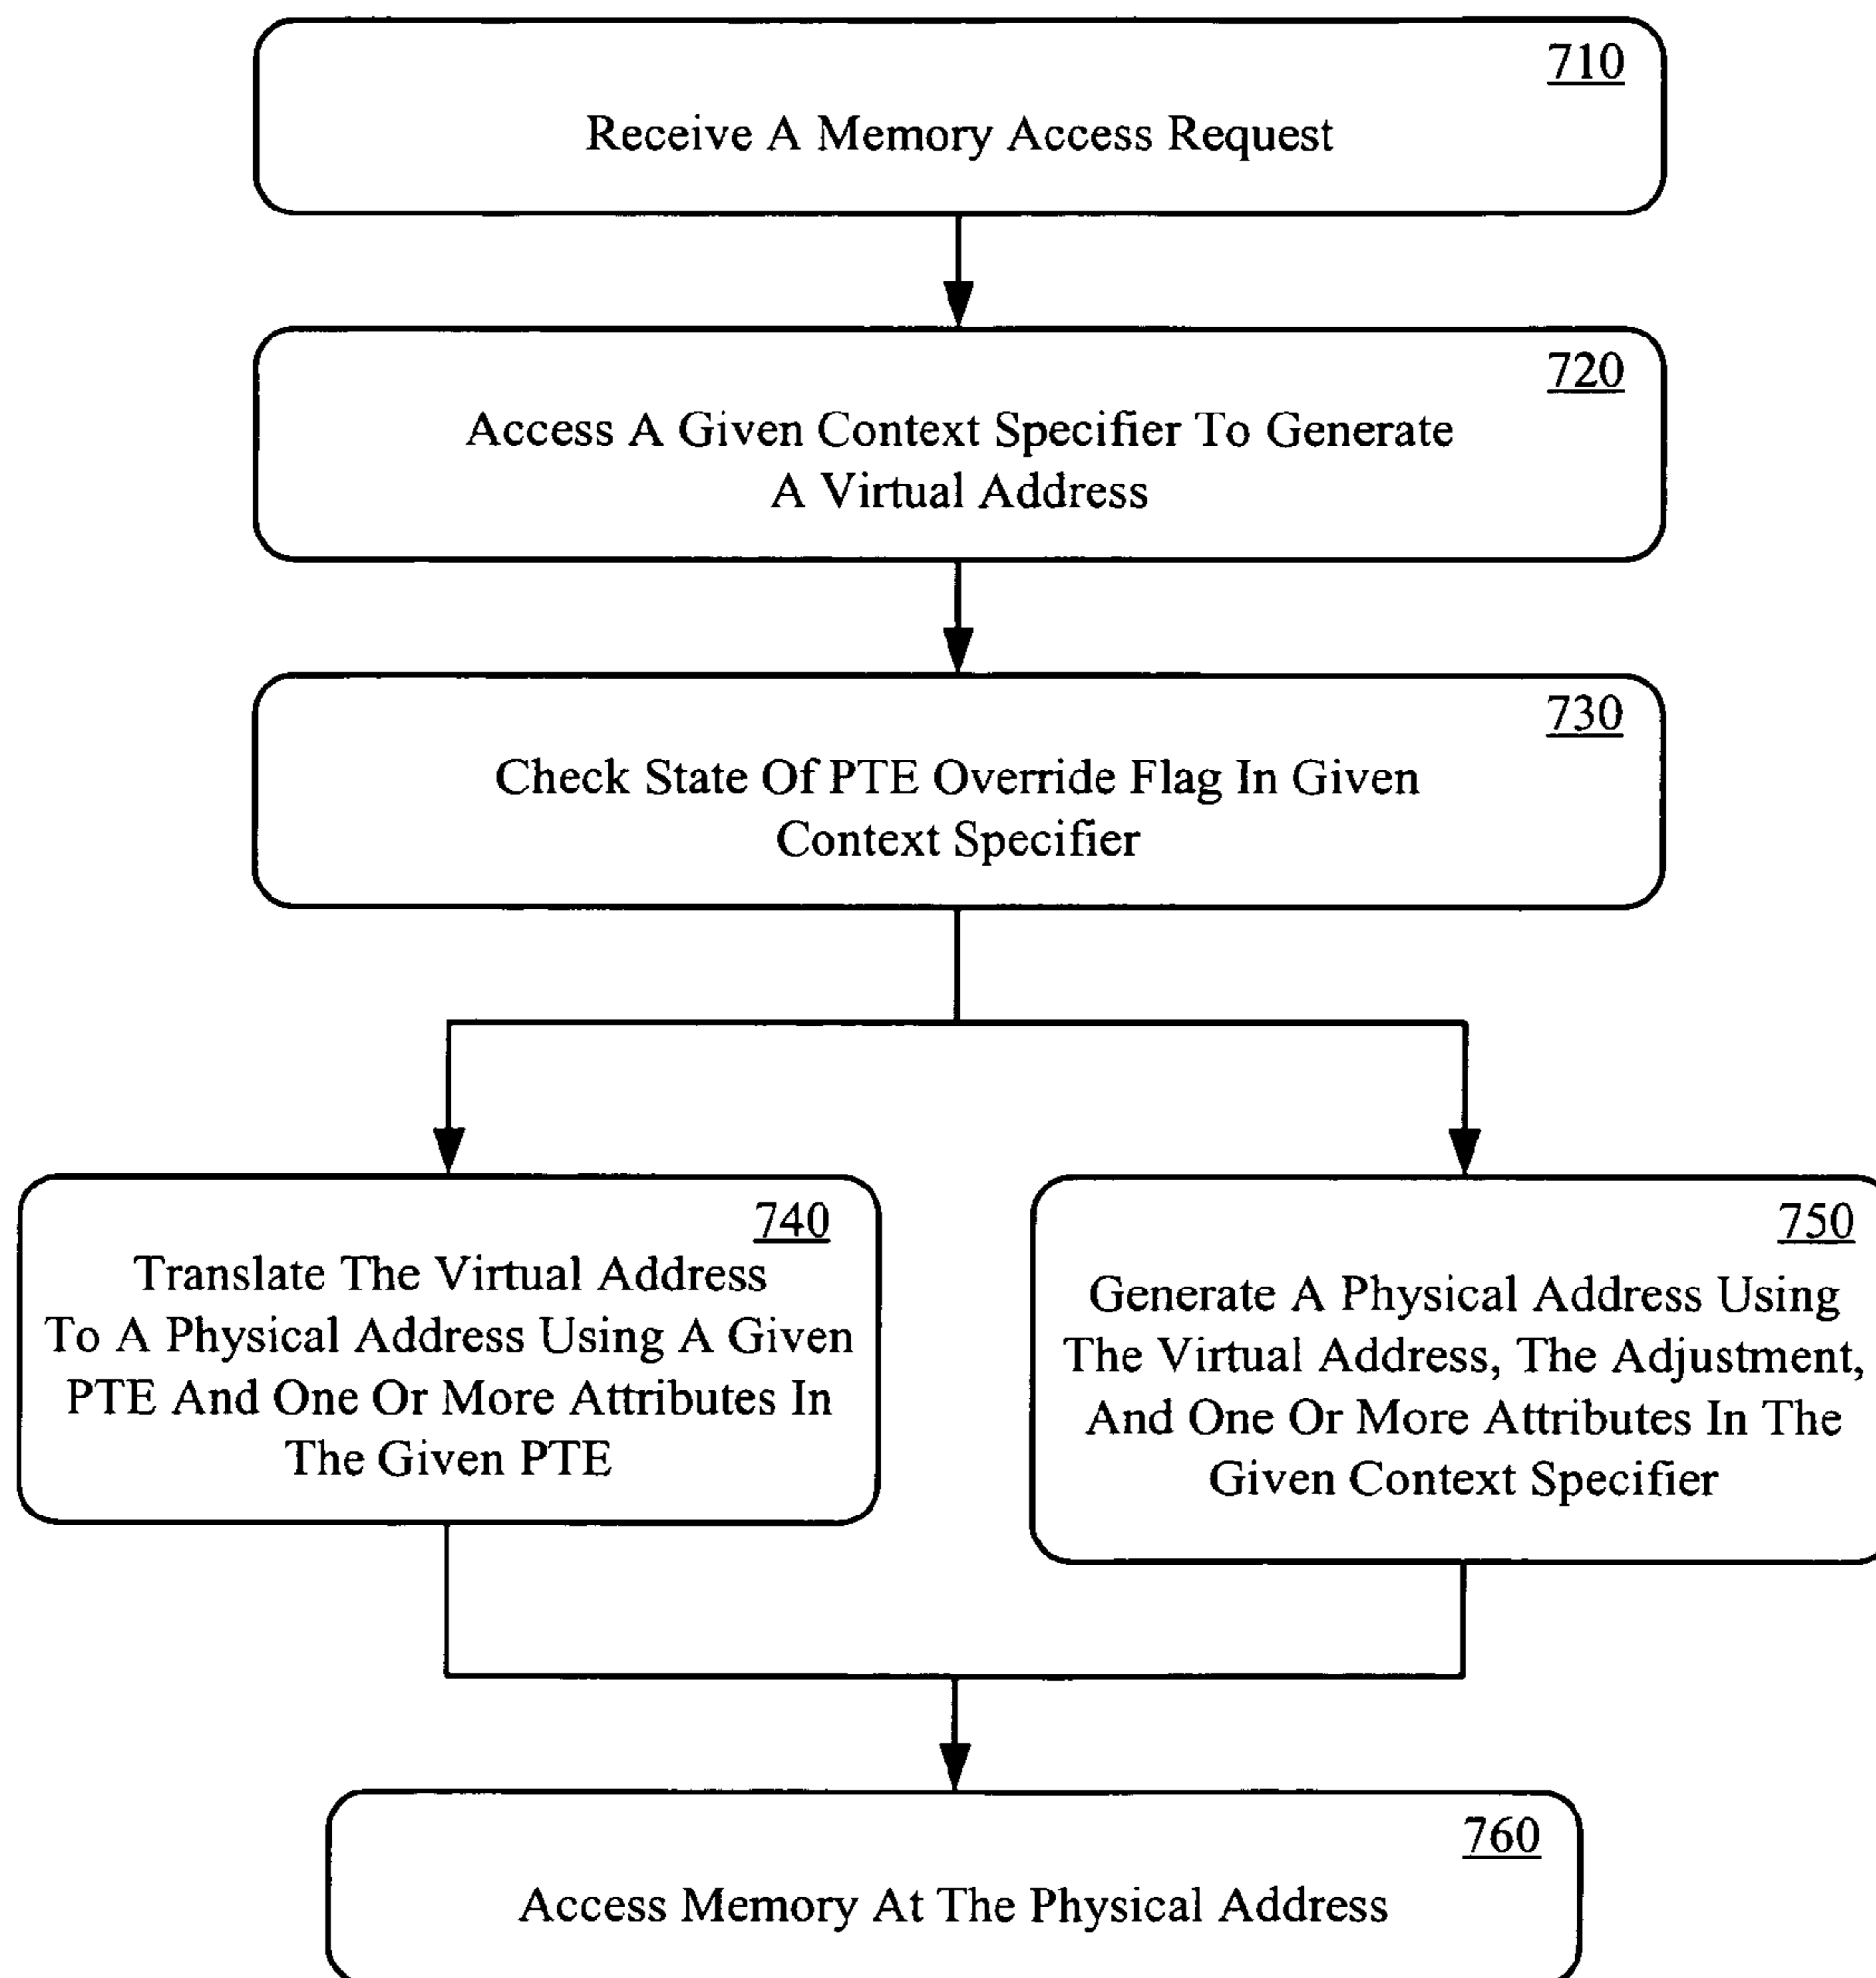 710
Receive A Memory Access Request
720
Access A Given Context Specifier To Generate
A Virtual Address
730
Check State Of PTE Override Flag In Given
Context Specifier
740
Translate The Virtual Address
To A Physical Address Using A Given
PTE And One Or More Attributes In
The Given PTE
750
Generate A Physical Address Using
The Virtual Address, The Adjustment,
And One Or More Attributes In The
Given Context Specifier
760
Access Memory At The Physical Address